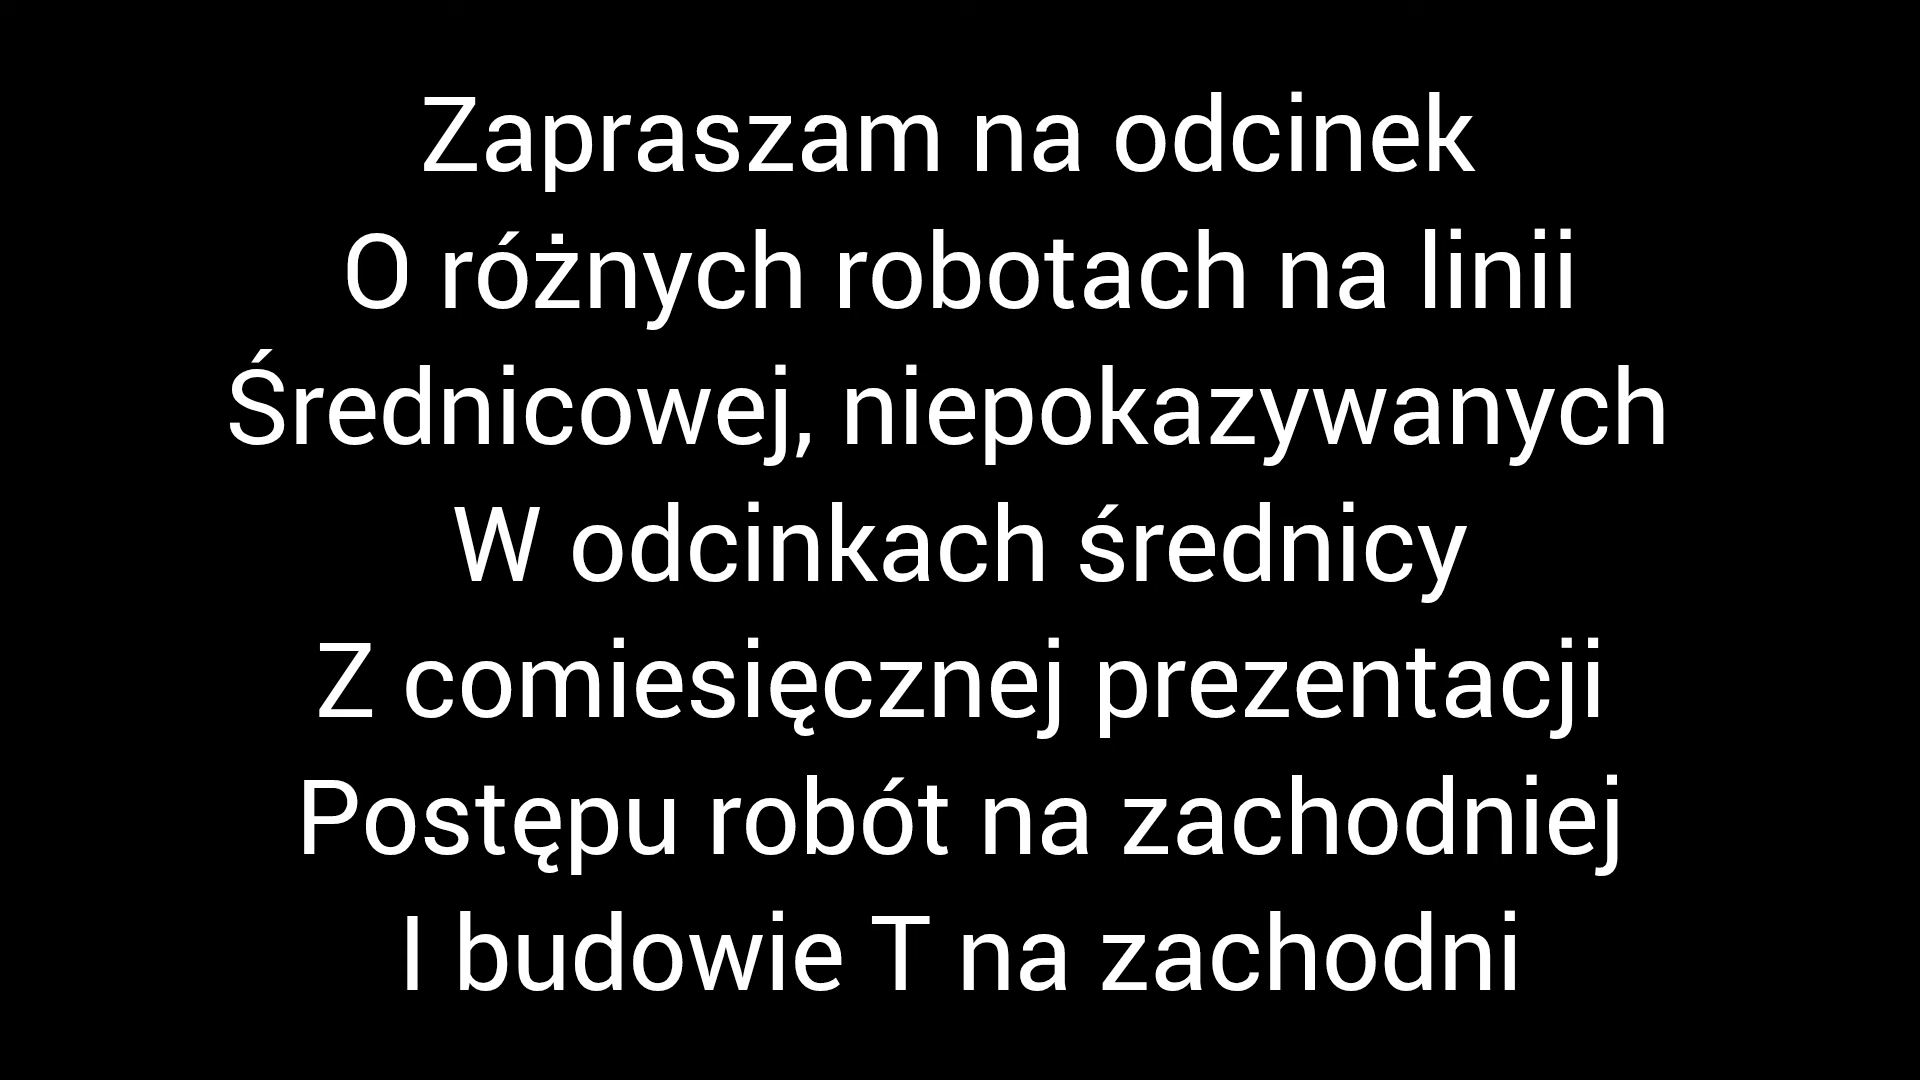 Zapraszam na odcinek
O różnych robotach na linii
Średnicowej, niepokazywanych
W odcinkach średnicy
Z comiesięcznej prezentacji
Postępu robót na zachodniej
I budowie T na zachodni